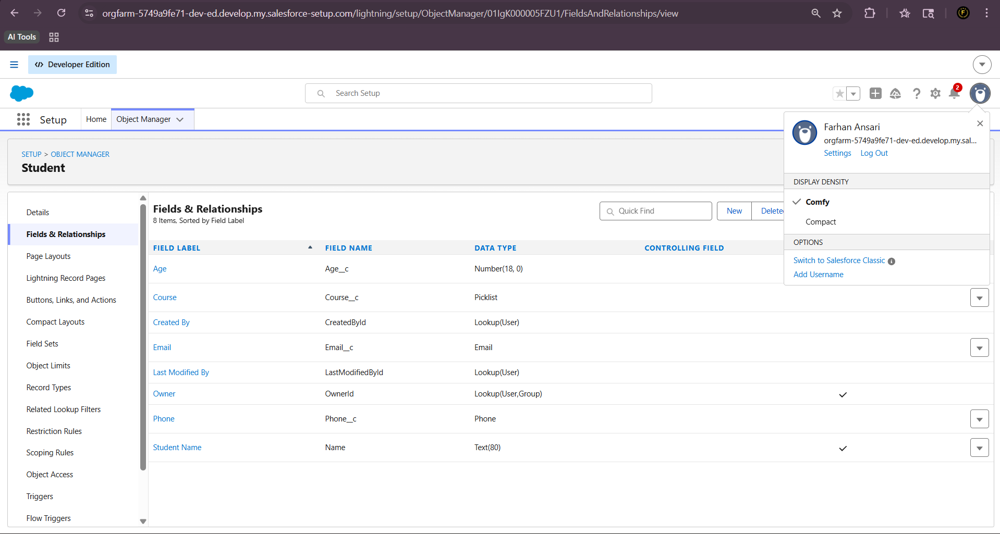 orgfarm-5749a9fe71-dev-ed.develop.my.salesforce-setup.com/lightning/setup/ObjectManager/01IgK000005FZU1/FieldsAndRelationships/view
AI Tools
Developer Edition
Search Setup
2
Setup
Home
Object Manager
Farhan Ansari
orgfarm-5749a9fe71-dev-ed.develop.my.sal...
Settings Log Out
DISPLAY DENSITY
Comfy
Compact
OPTIONS
Switch to Salesforce Classic
Add Username
SETUP > OBJECT MANAGER
Student
Details
Fields & Relationships
Page Layouts
Lightning Record Pages
Buttons, Links, and Actions
Compact Layouts
Field Sets
Object Limits
Record Types
Related Lookup Filters
Restriction Rules
Scoping Rules
Object Access
Triggers
Flow Triggers
Fields & Relationships
8 Items, Sorted by Field Label
Quick Find
New
Deleted
FIELD LABEL FIELD NAME DATA TYPE CONTROLLING FIELD
Age Age__c Number(18, 0)
Course Course__c Picklist
Created By CreatedById Lookup(User)
Email Email__c Email
Last Modified By LastModifiedById Lookup(User)
Owner OwnerId Lookup(User,Group)
Phone Phone__c Phone
Student Name Name Text(80)